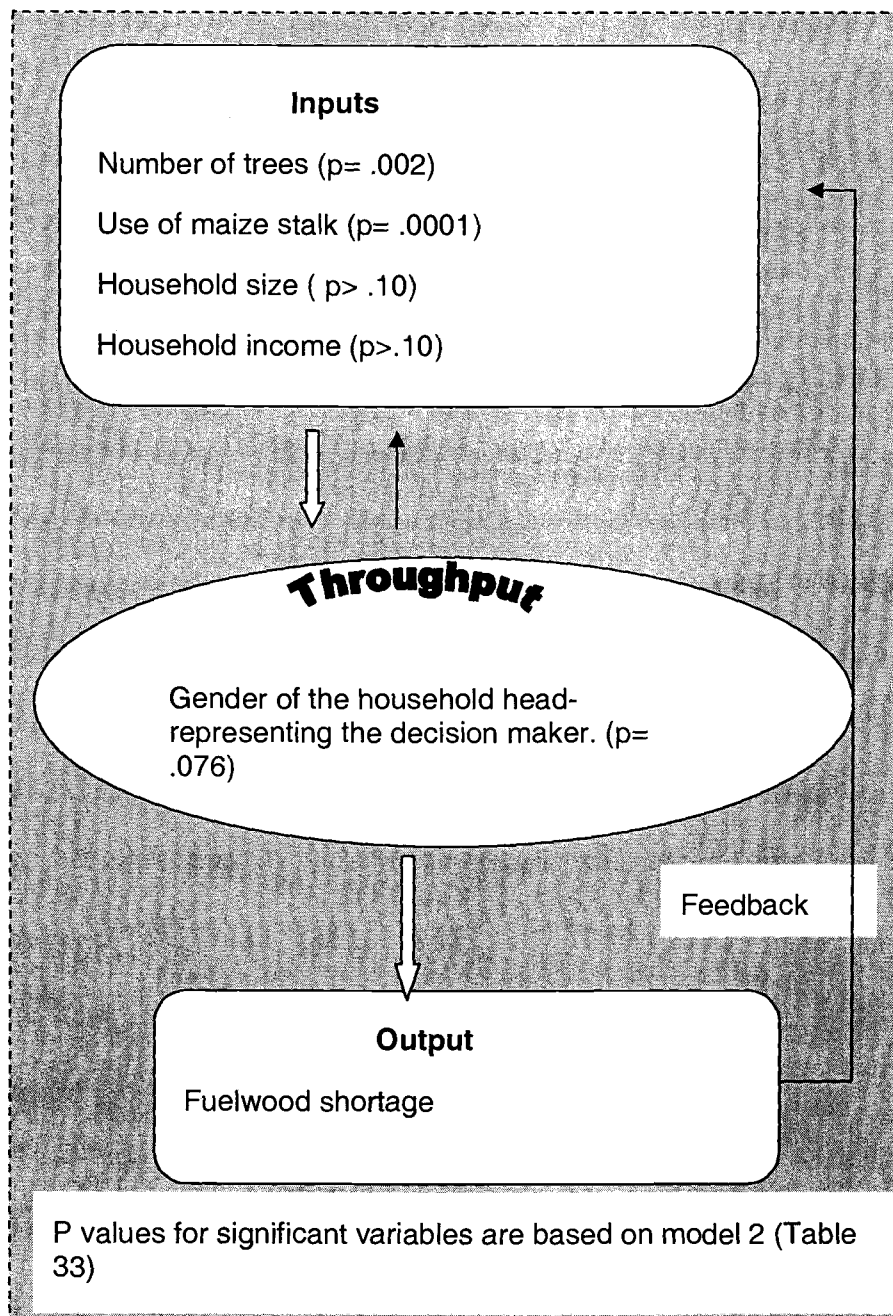 Inputs
Number of trees (p= .002)
Use of maize stalk (p= .0001)
Household size ( p> .10)
Household income (p>.10)
Throughput
Gender of the household head-
representing the decision maker. (p=
.076)
Feedback
Output
Fuelwood shortage
P values for significant variables are based on model 2 (Table
33)